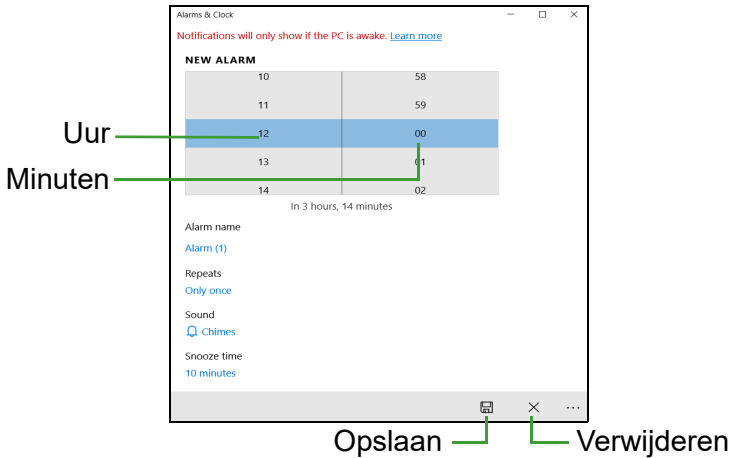 Alarms & Clock
Notifications will only show if the PC is awake. Learn more
NEW ALARM
10 58
11 59
Uur 12 00
Minuten 13 01
14 02
In 3 hours, 14 minutes
Alarm name
Alarm (1)
Repeats
Only once
Sound
Chimes
Snooze time
10 minutes
Opslaan Verwijderen